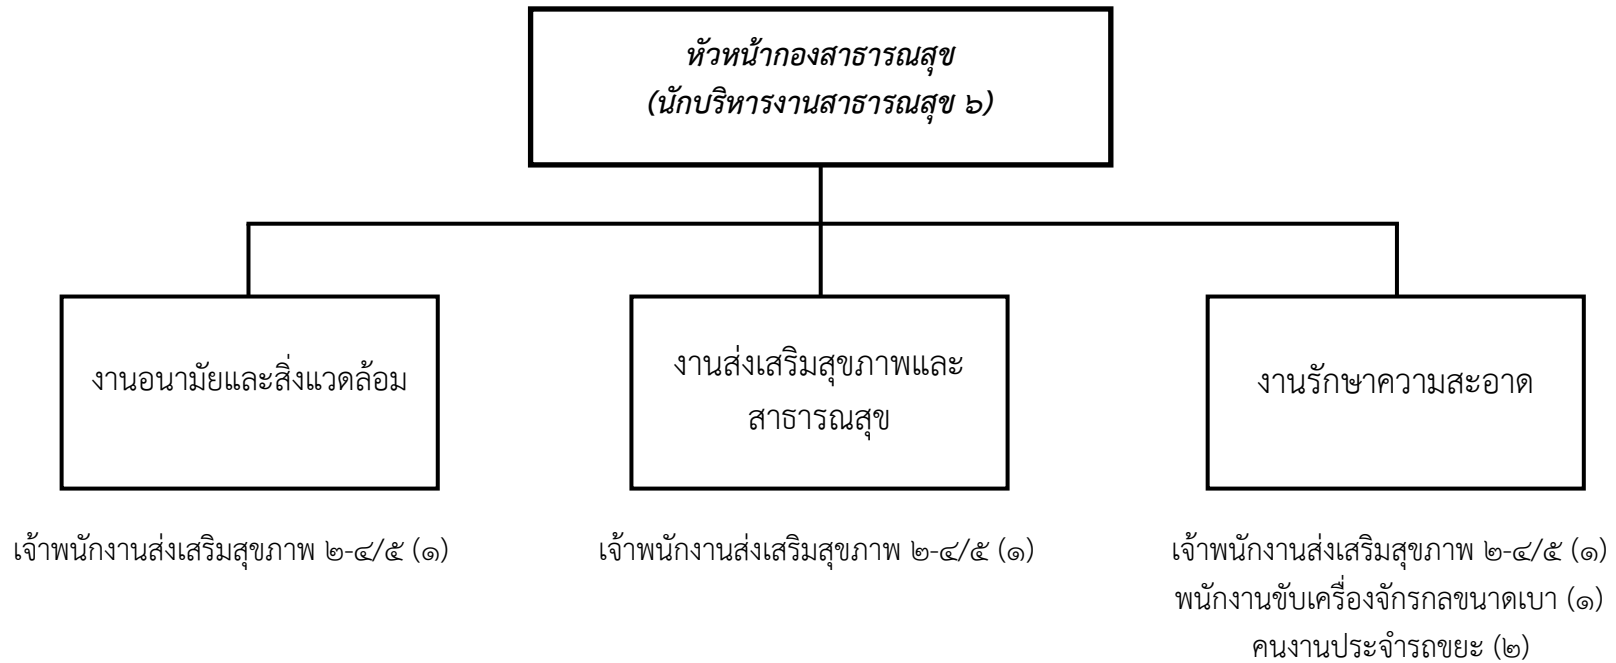 หัวหน้ากองสาธารณสุข
(นักบริหารงานสาธารณสุข ๖)
งานอนามัยและสิ่งแวดล้อม
งานส่งเสริมสุขภาพและ
สาธารณสุข
งานรักษาความสะอาด
เจ้าพนักงานส่งเสริมสุขภาพ ๒-๔/๕ (๑)
เจ้าพนักงานส่งเสริมสุขภาพ ๒-๔/๕ (๑)
เจ้าพนักงานส่งเสริมสุขภาพ ๒-๔/๕ (๑)
พนักงานขับเครื่องจักรกลขนาดเบา (๑)
คนงานประจำรถขยะ (๒)